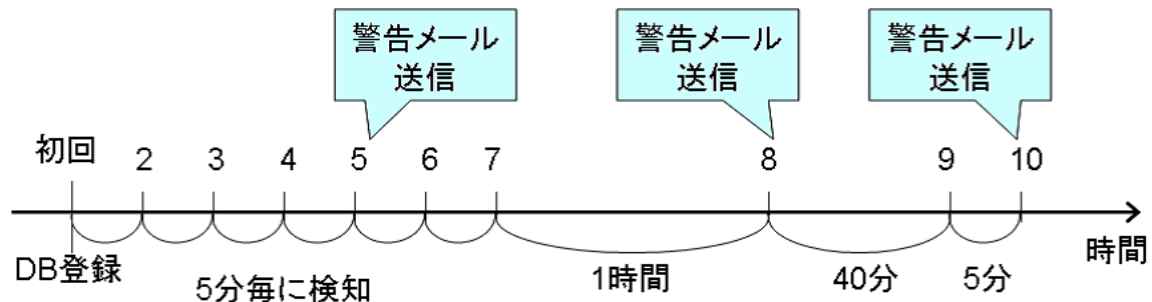 警告メール
送信
警告メール
送信
警告メール
送信
初回 2 3 4 5 6 7 8 9 10
DB登録
5分毎に検知
1時間
40分
5分
時間